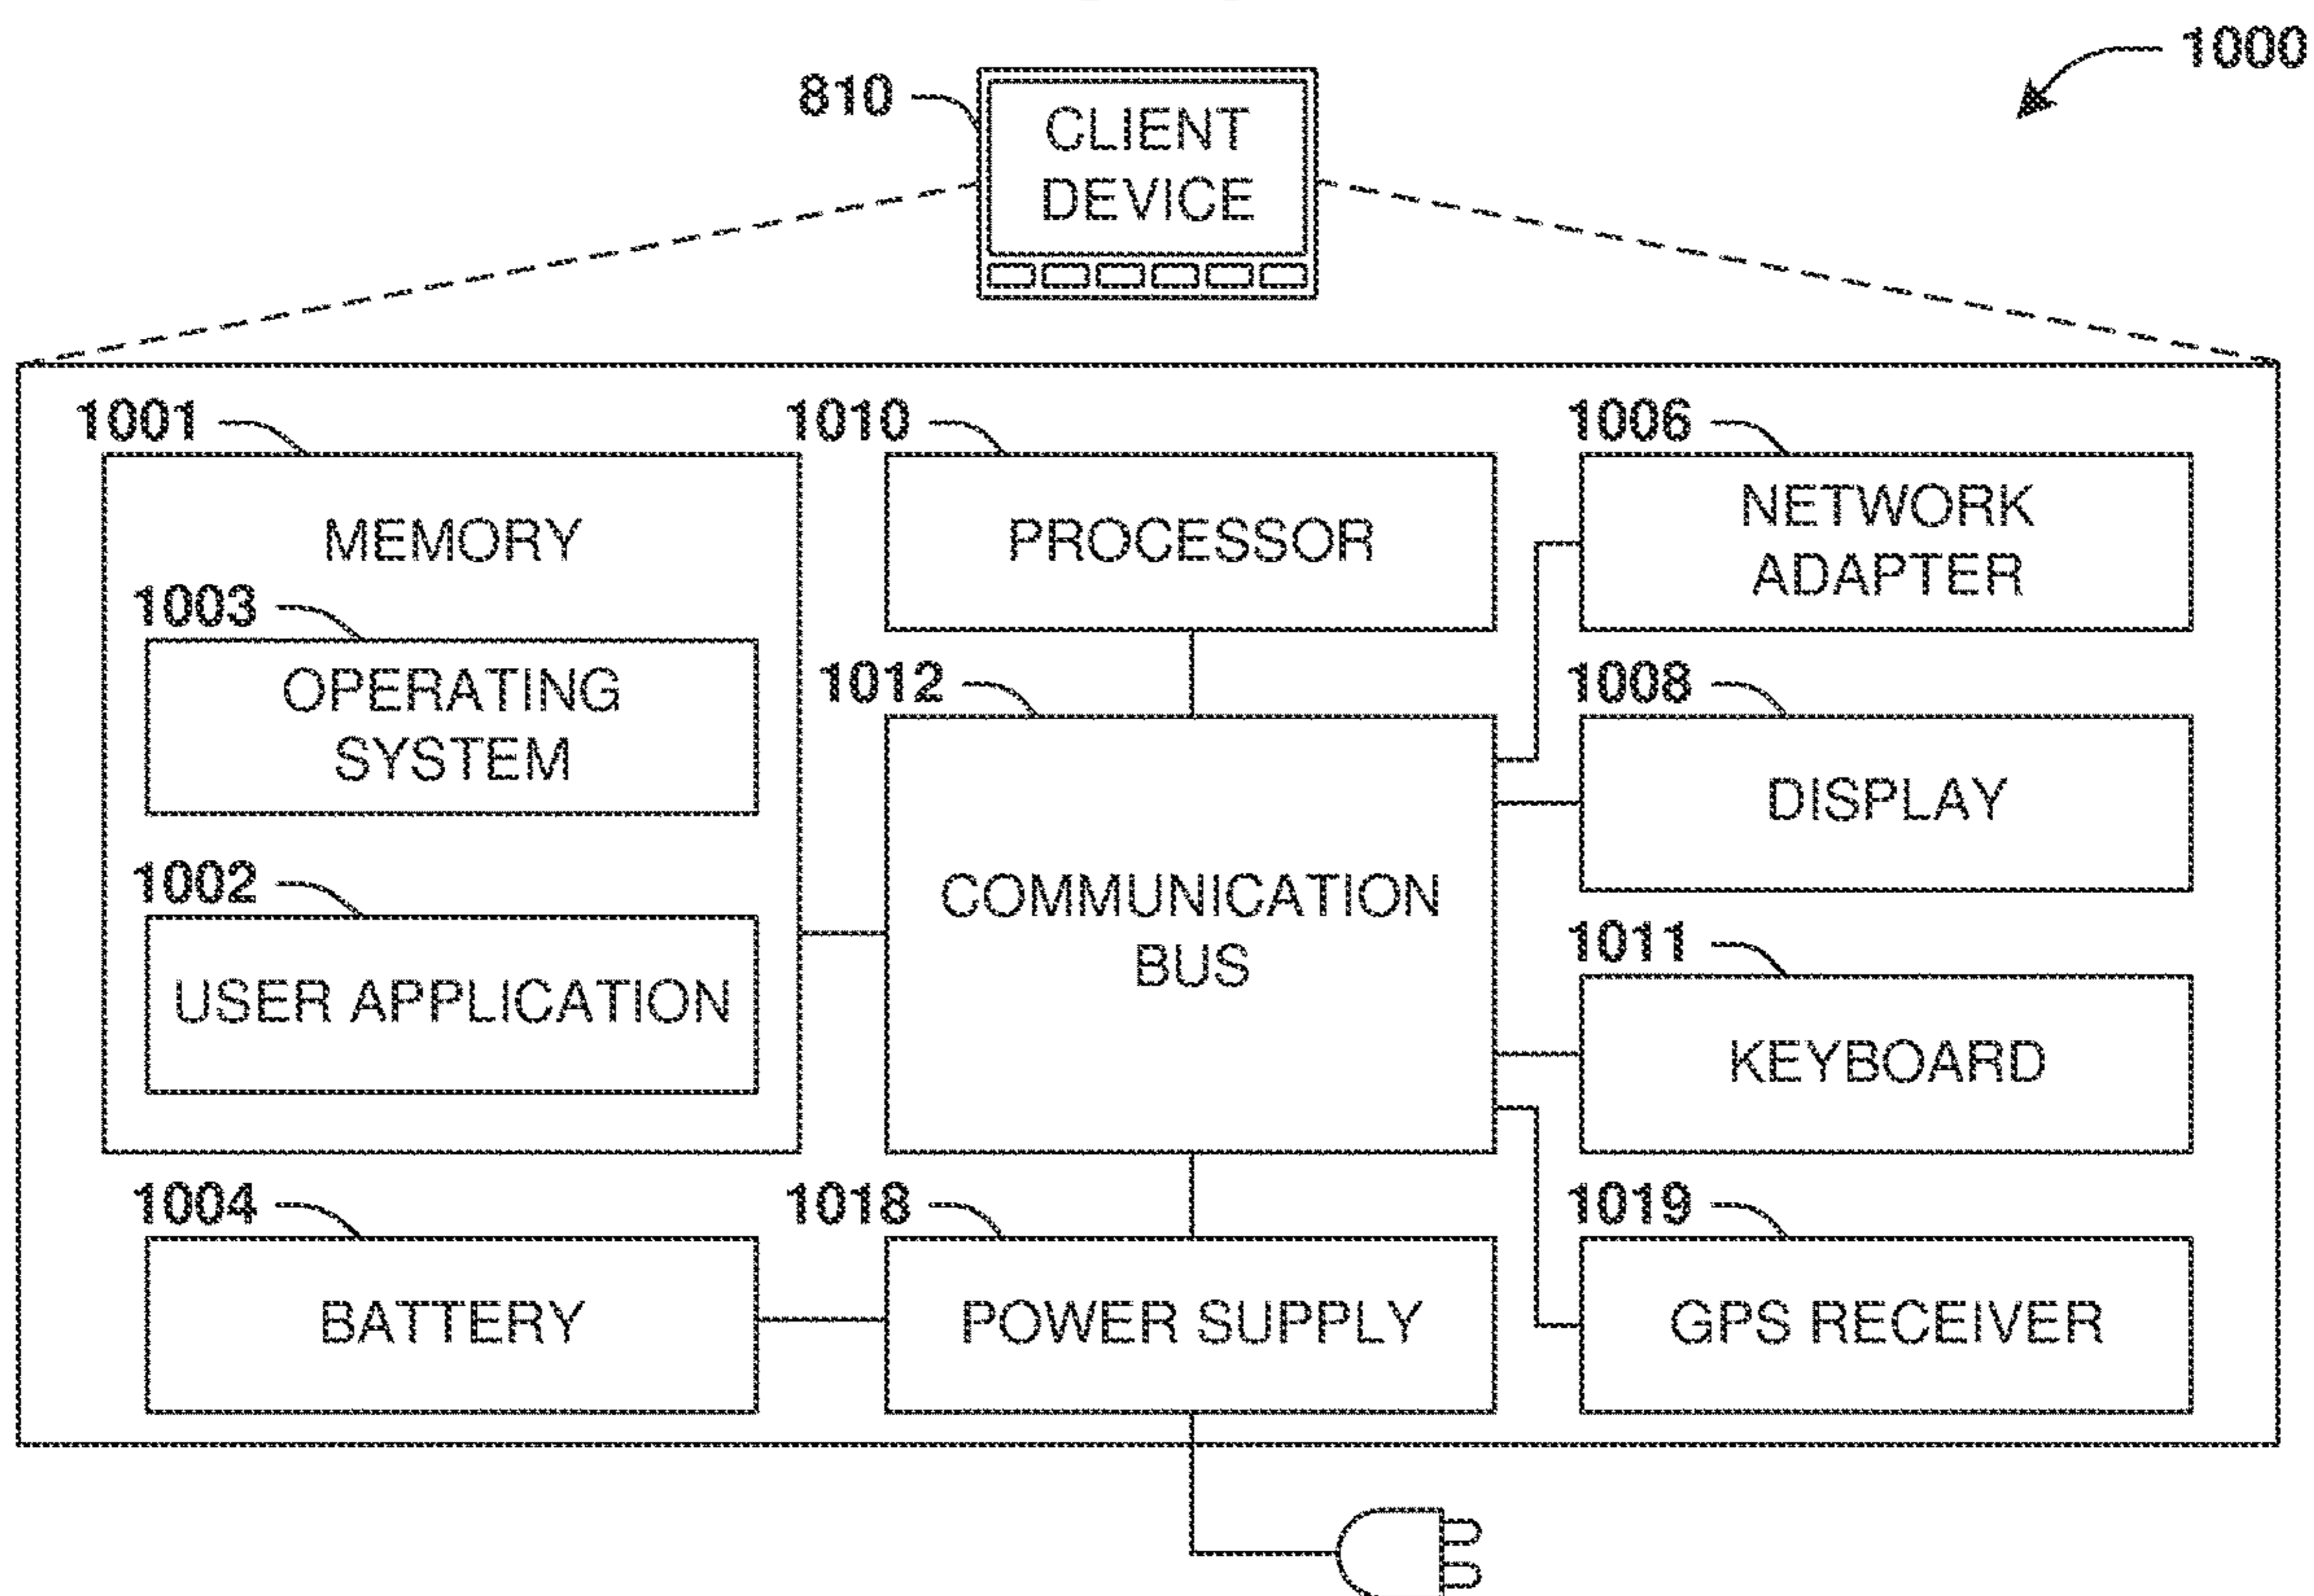 1000
810
CLIENT
DEVICE
1001
MEMORY
1003
OPERATING
SYSTEM
1002
USER APPLICATION
1004
BATTERY
1010
PROCESSOR
1012
COMMUNICATION
BUS
1018
POWER SUPPLY
1006
NETWORK
ADAPTER
1008
DISPLAY
1011
KEYBOARD
1019
GPS RECEIVER